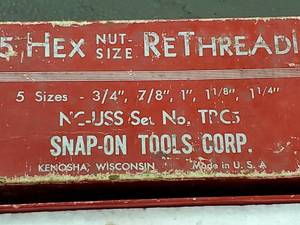 5 HEX NUT-SIZE RETHREADI
5 Sizes - 3/4", 7/8", 1", 1 1/8", 1 1/4"
NC-USS Set No. TRC5
SNAP-ON TOOLS CORP.
KENOSHA, WISCONSIN Made in U. S. A